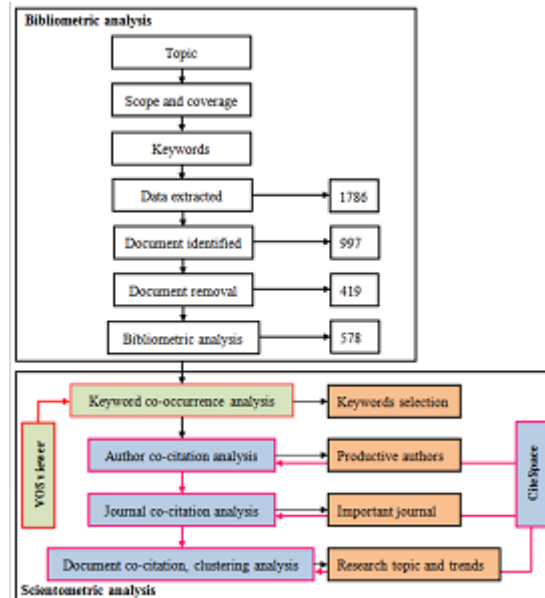 Bibliometric analysis
Topic
Scope and coverage
Keywords
Data extracted
1786
Document identified
997
Document removal
419
Bibliometric analysis
578
Keyword co-occurrence analysis
Keywords selection
VOSviewer
Author co-citation analysis
Productive authors
CiteSpace
Journal co-citation analysis
Important journal
Document co-citation, clustering analysis
Research topic and trends
Scientometric analysis